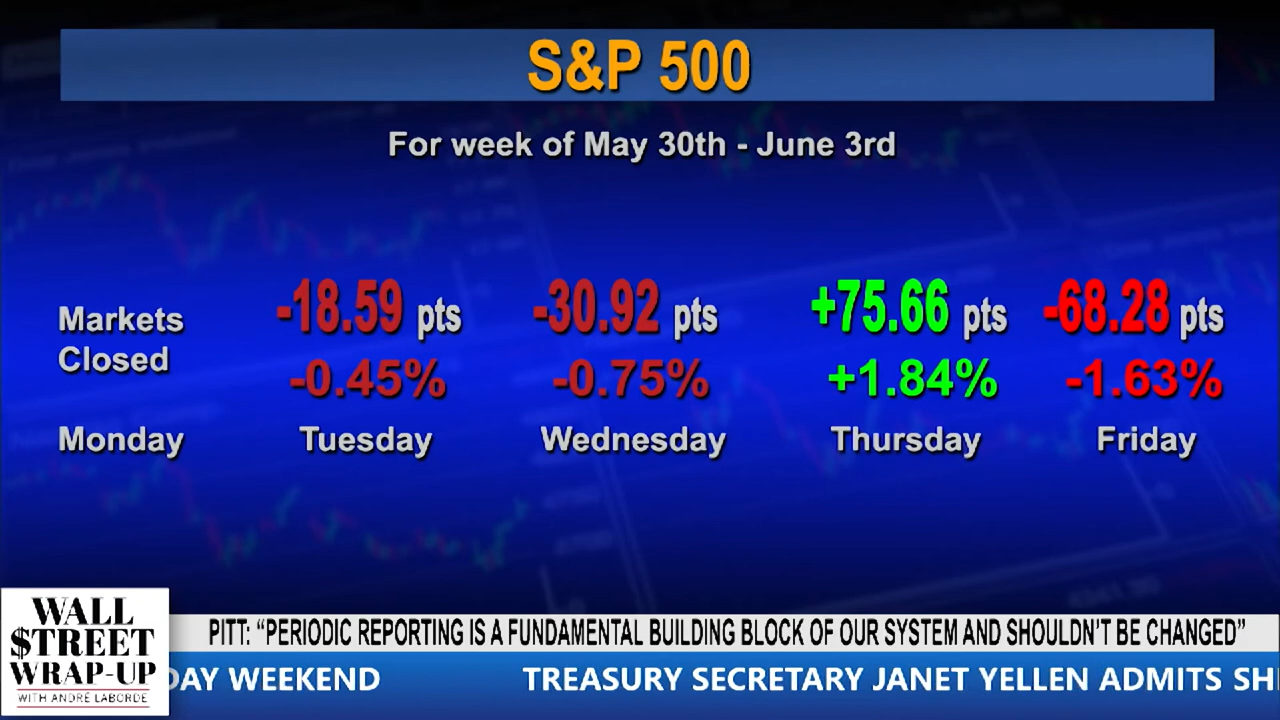 S&P 500
For week of May 30th - June 3rd
Markets
Closed
-18.59 pts
-30.92 pts
+75.66 pts
-68.28 pts
-0.45%
-0.75%
+1.84%
-1.63%
Monday
Tuesday
Wednesday
Thursday
Friday
WALL
$TREET
WRAP-UP
WITH ANDRÉ LABORDE
PITT: “PERIODIC REPORTING IS A FUNDAMENTAL BUILDING BLOCK OF OUR SYSTEM AND SHOULDN’T BE CHANGED”
DAY WEEKEND
TREASURY SECRETARY JANET YELLEN ADMITS SH